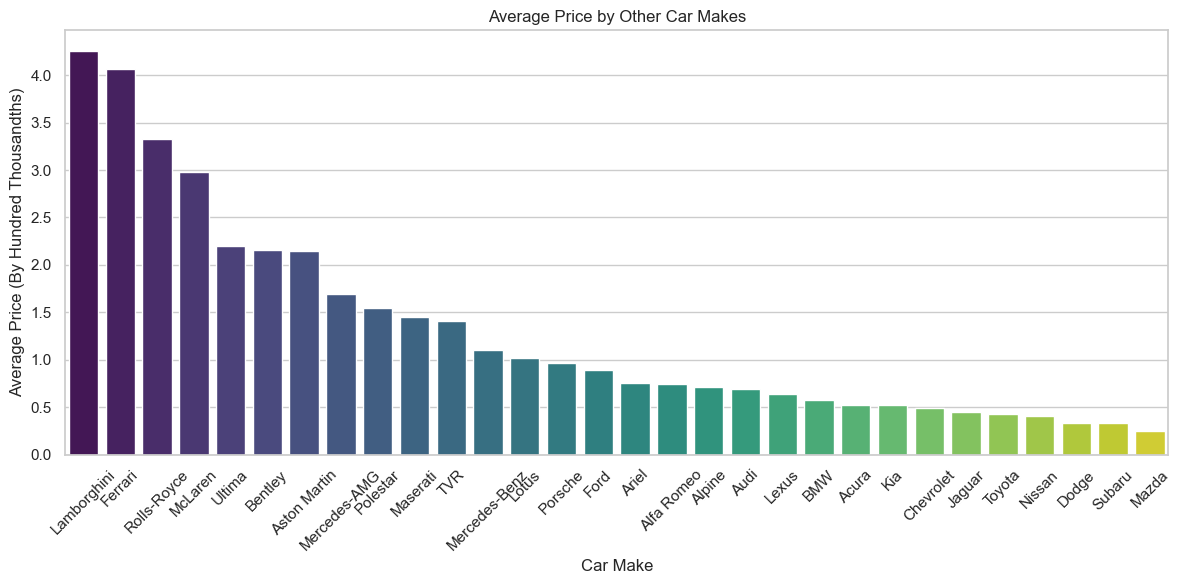 Average Price by Other Car Makes
Average Price (By Hundred Thousandths)
4.0
3.5
3.0
2.5
2.0
1.5
1.0
0.5
0.0
Lamborghini
Ferrari
Rolls-Royce
McLaren
Ultima
Bentley
Aston Martin
Mercedes-AMG
Polestar
Maserati
TVR
Mercedes-Benz
Lotus
Porsche
Ford
Ariel
Alfa Romeo
Alpine
Audi
Lexus
BMW
Acura
Kia
Chevrolet
Jaguar
Toyota
Nissan
Dodge
Subaru
Mazda
Car Make